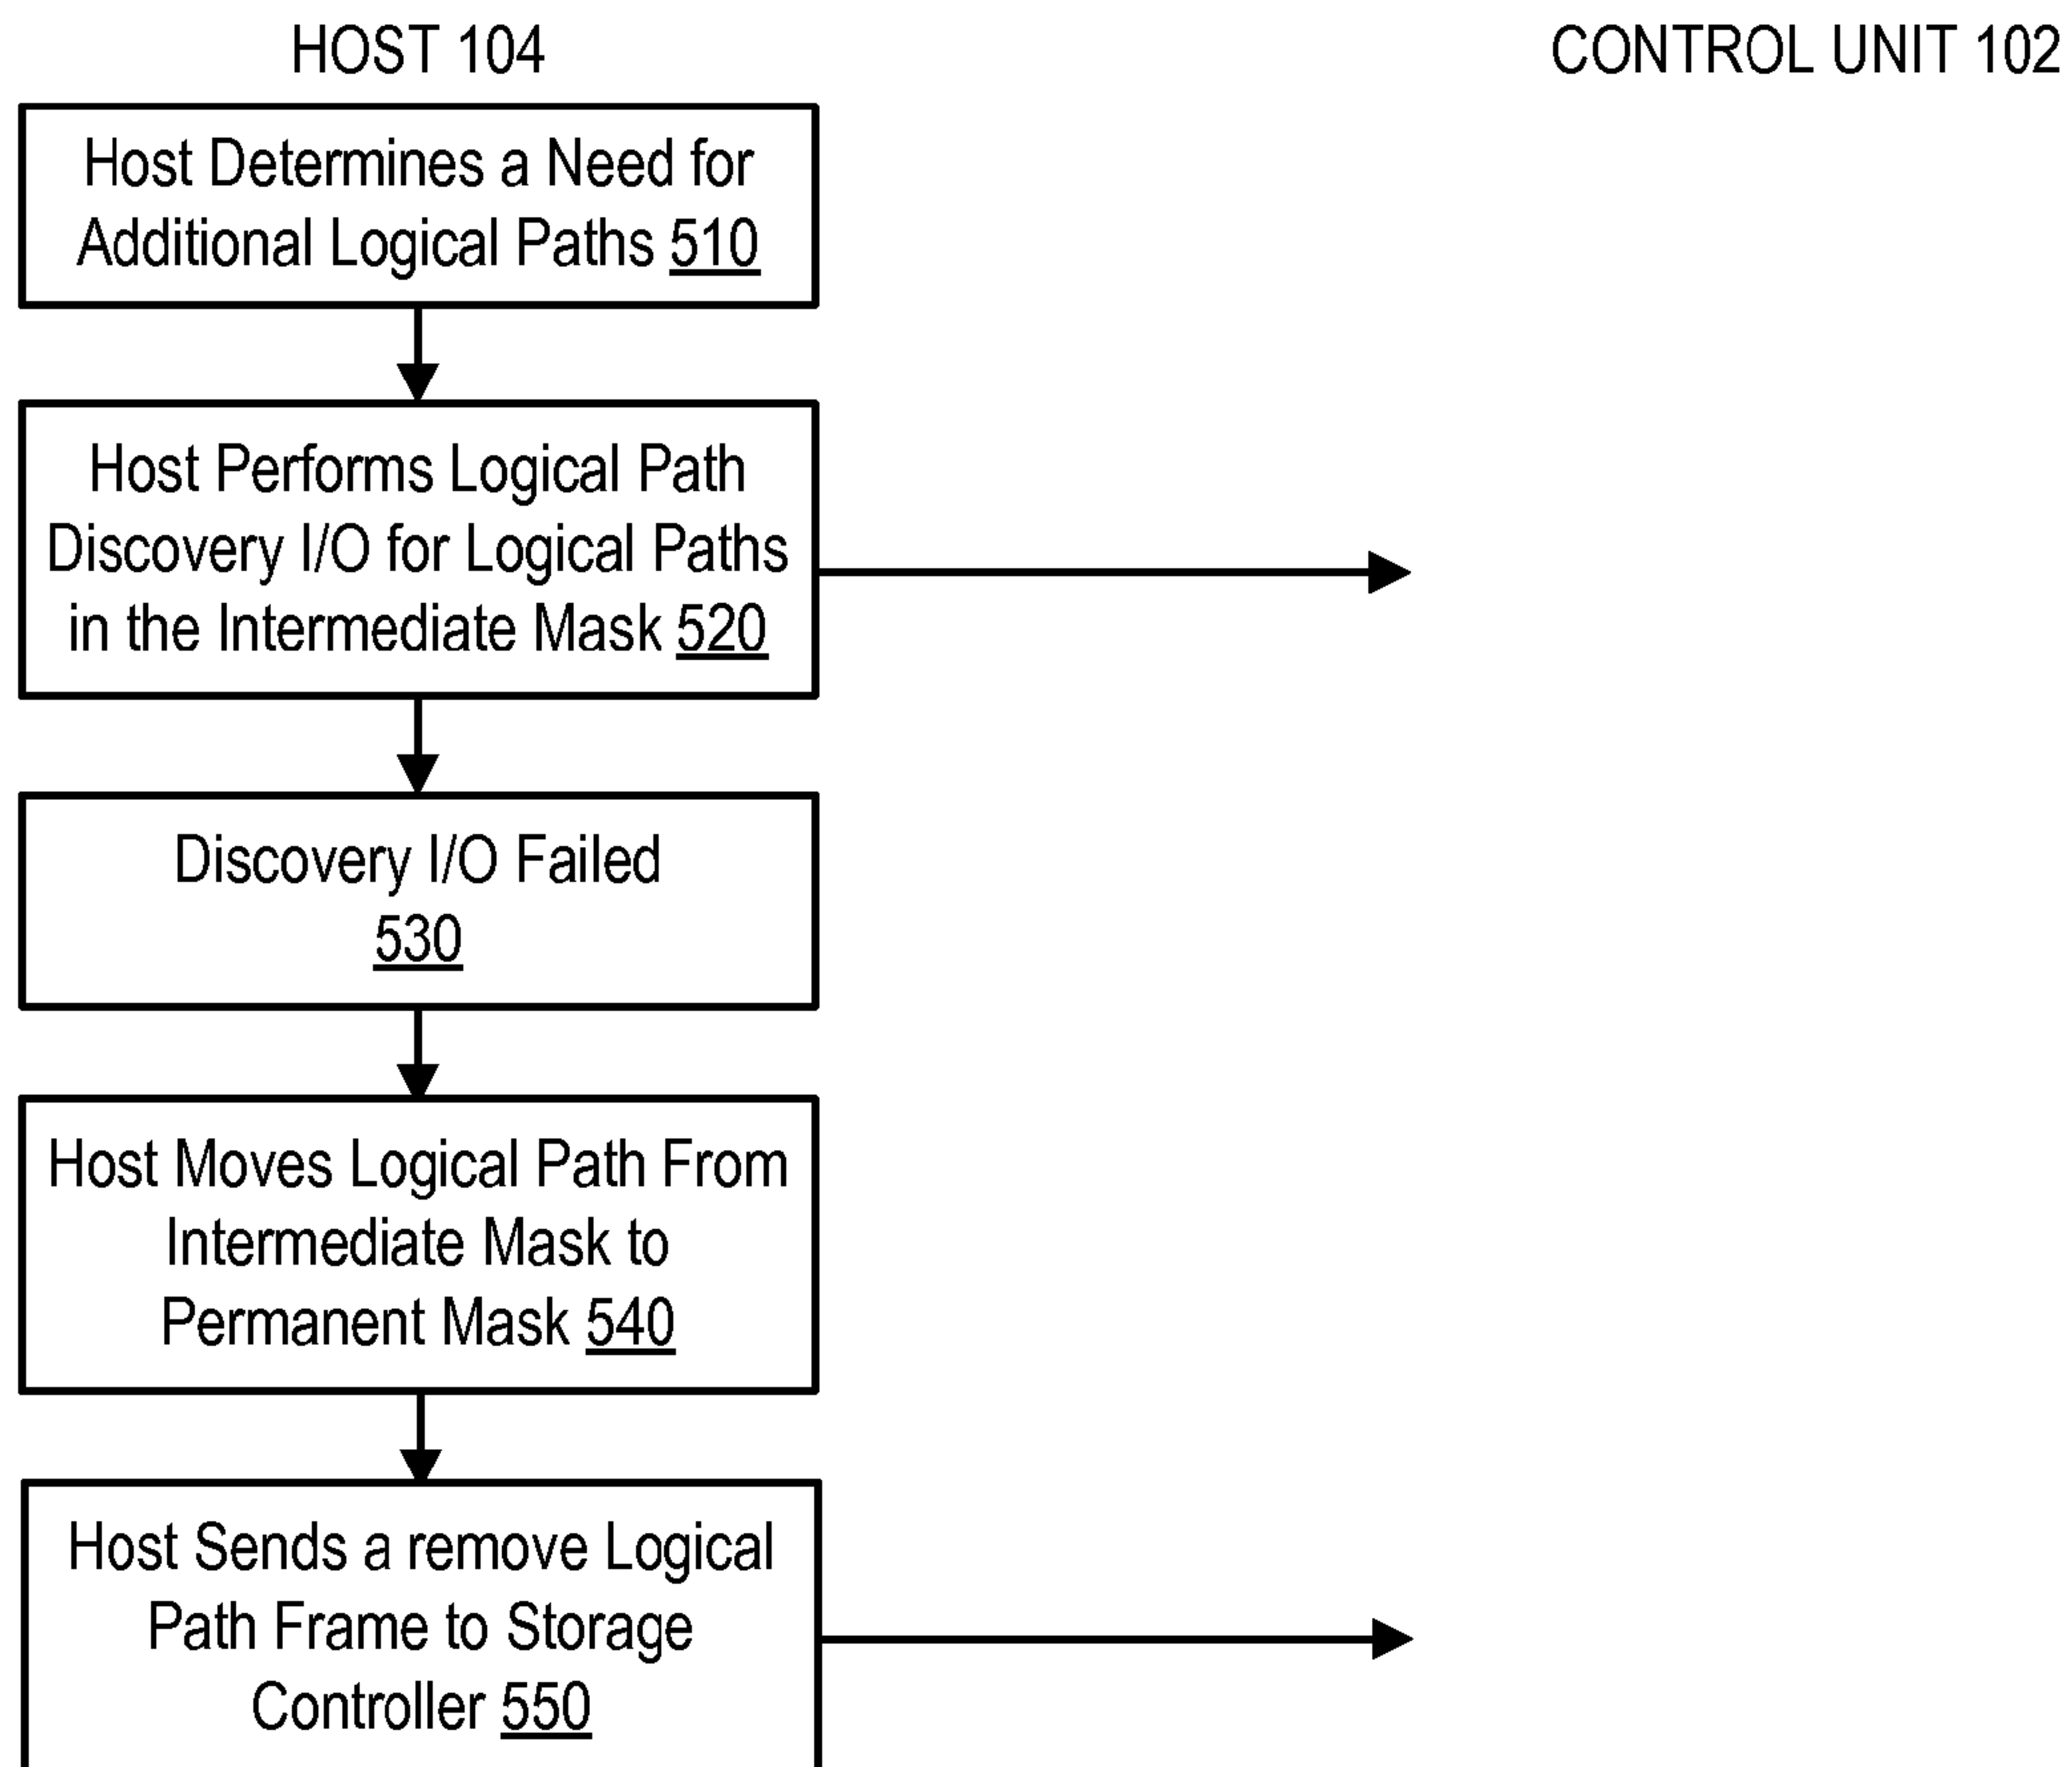 HOST 104
CONTROL UNIT 102
Host Determines a Need for
Additional Logical Paths 510
Host Performs Logical Path
Discovery I/O for Logical Paths
in the Intermediate Mask 520
Discovery I/O Failed
530
Host Moves Logical Path From
Intermediate Mask to
Permanent Mask 540
Host Sends a remove Logical
Path Frame to Storage
Controller 550